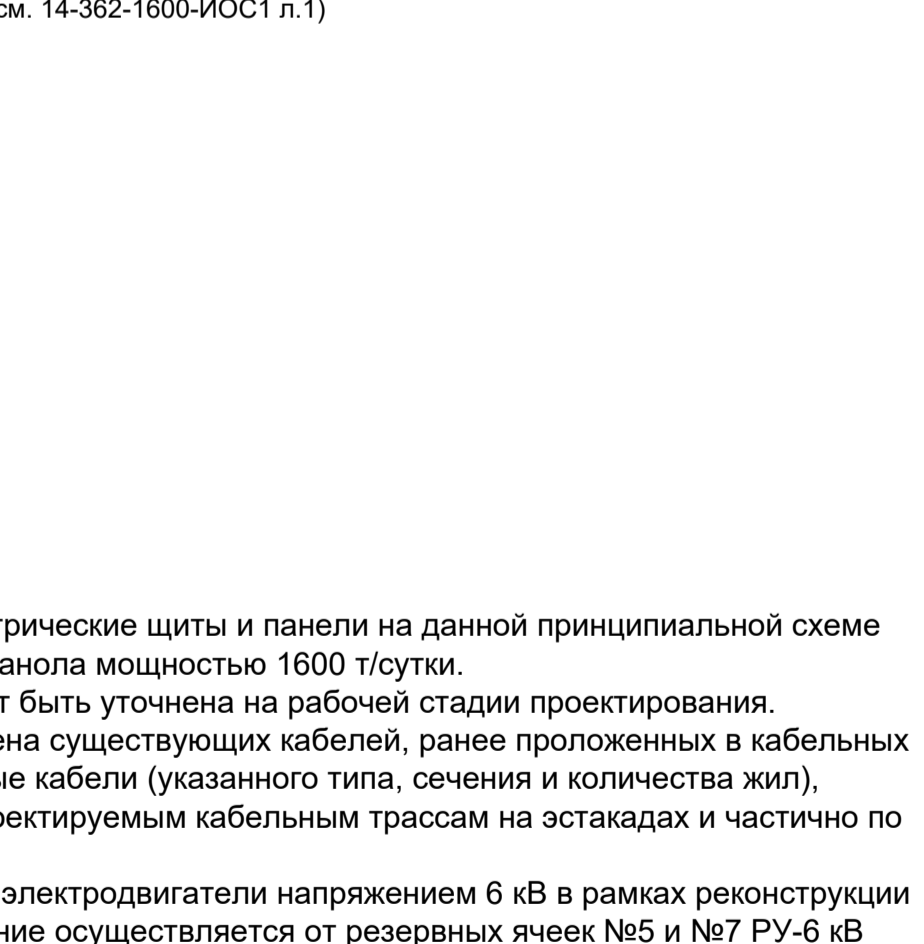 см. 14-362-1600-ИОС1 л.1)
трические щиты и панели на данной принципиальной схеме
анола мощностью 1600 т/сутки.
т быть уточнена на рабочей стадии проектирования.
ена существующих кабелей, ранее проложенных в кабельных
ые кабели (указанного типа, сечения и количества жил),
оектируемым кабельным трассам на эстакадах и частично по
электродвигатели напряжением 6 кВ в рамках реконструкции
ние осуществляется от резервных ячеек №5 и №7 РУ-6 кВ